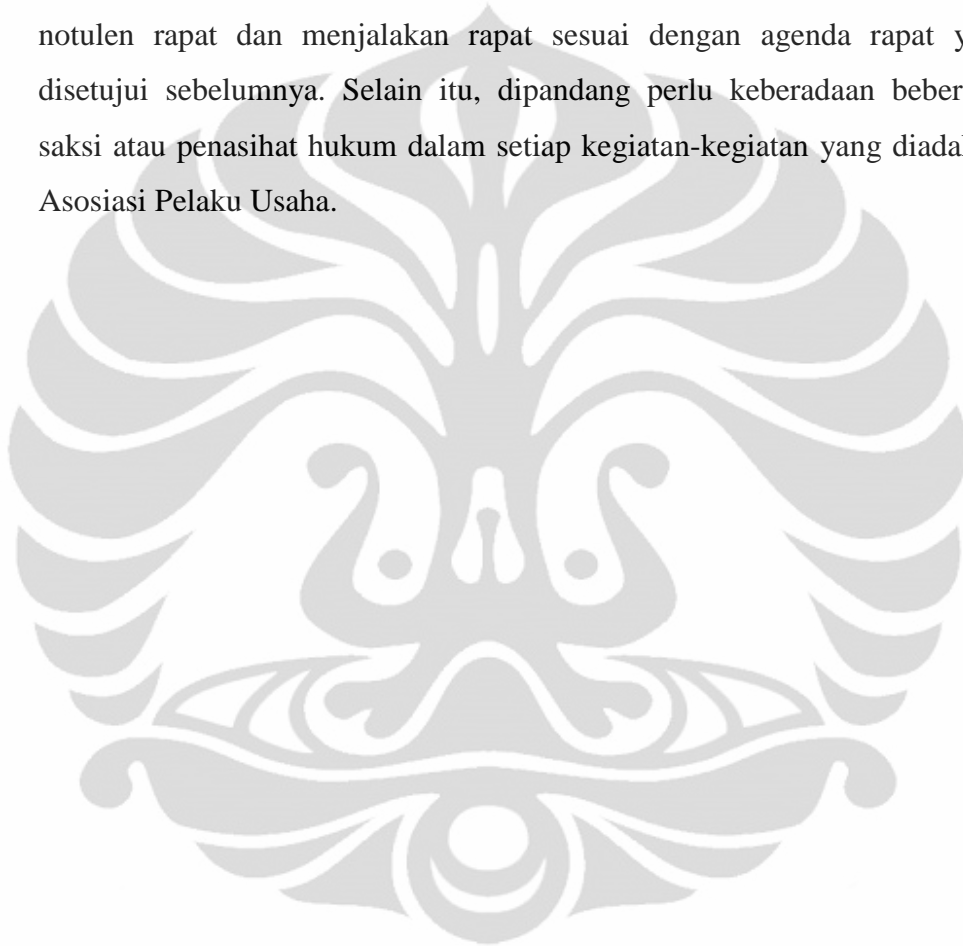 notulen rapat dan menjalakan rapat sesuai dengan agenda rapat y
disetujui sebelumnya. Selain itu, dipandang perlu keberadaan beber
saksi atau penasihat hukum dalam setiap kegiatan-kegiatan yang diadal
Asosiasi Pelaku Usaha.